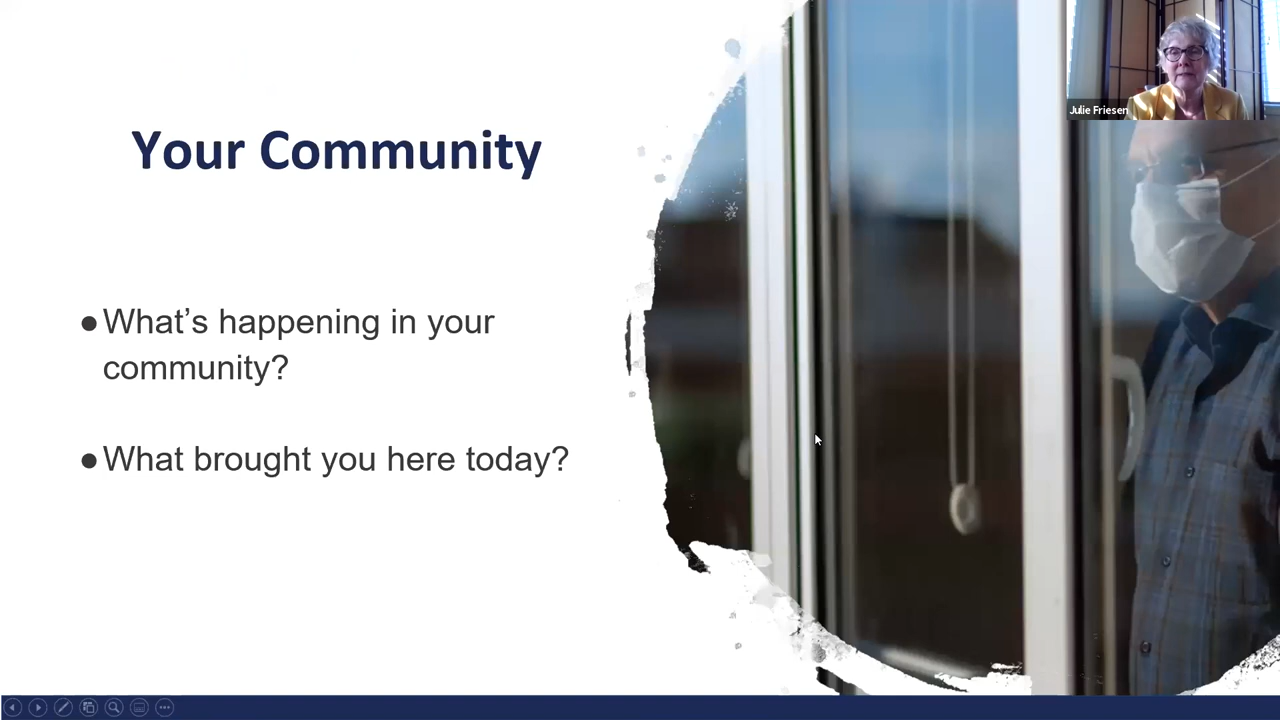 Julie Friesen
Your Community
●What’s happening in your
community?
●What brought you here today?